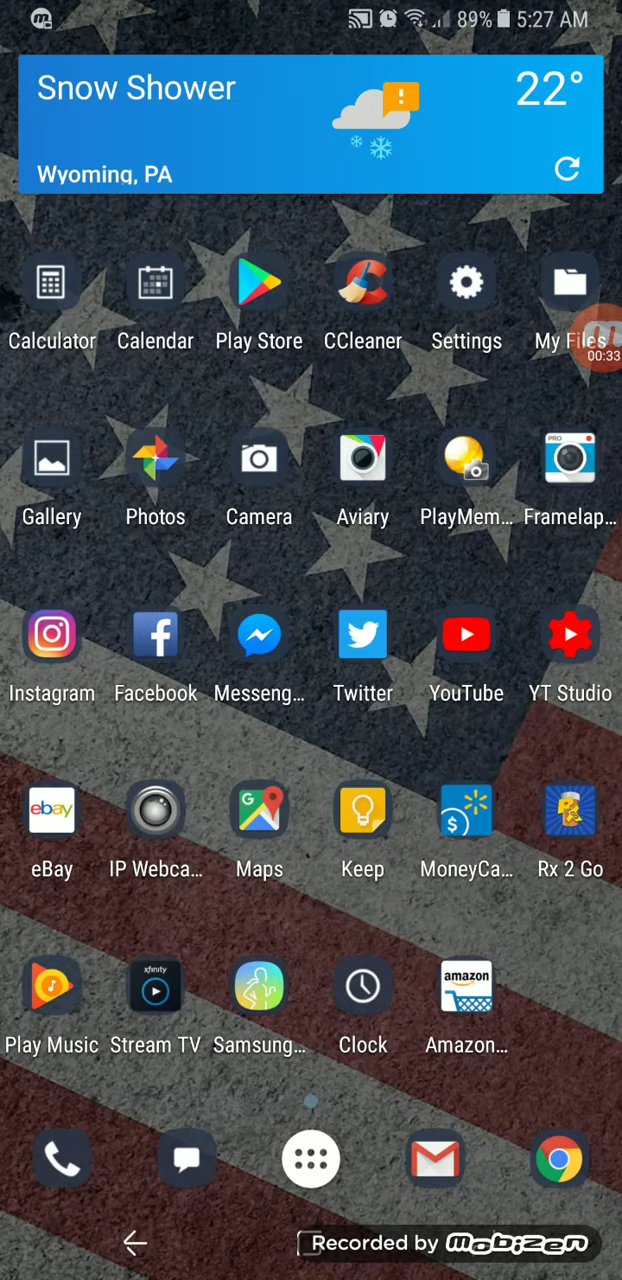 89% 5:27 AM
Snow Shower 22°
Wyoming, PA
Calculator Calendar Play Store CCleaner Settings My Files
00:33
PRO
Gallery Photos Camera Aviary PlayMem... Framelap...
Instagram Facebook Messeng... Twitter YouTube YT Studio
ebay G $
eBay IP Webca... Maps Keep MoneyCa... Rx 2 Go
xfinity amazon
Play Music Stream TV Samsung... Clock Amazon...
Recorded by mobizen